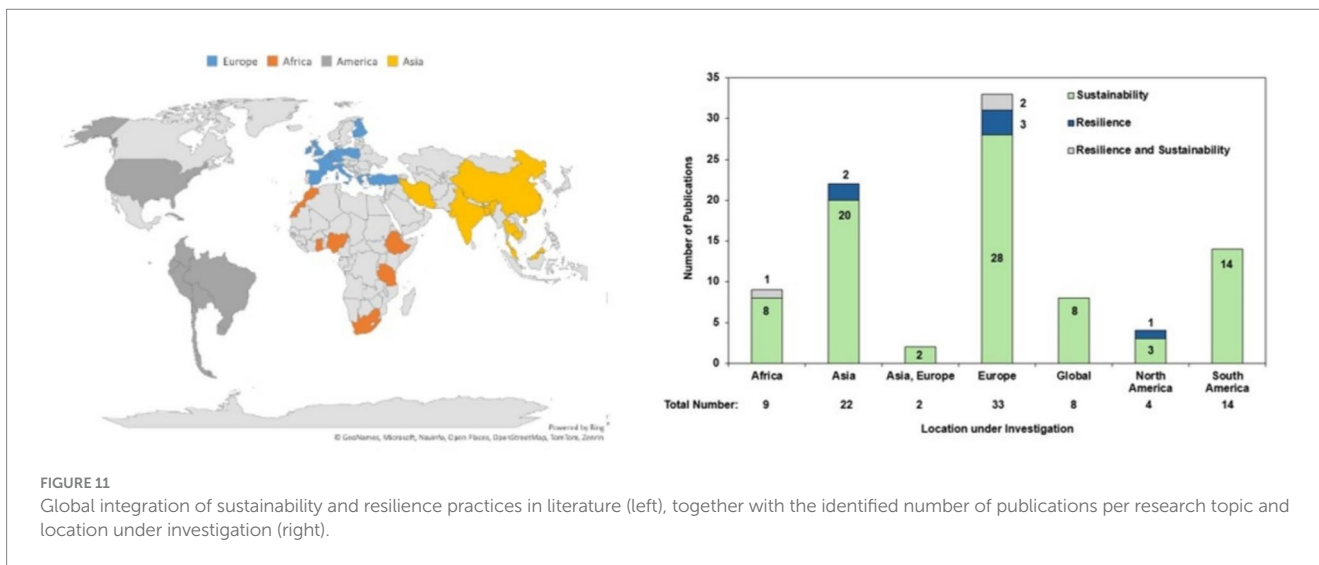 Europe Africa America Asia
Powered by Bing
© GeoNames, Microsoft, Navinfo, Open Places, OpenStreetMap, TomTom, Zenrin
35
30
25
20
15
10
5
0
Number of Publications
Sustainability
Resilience
Resilience and Sustainability
1
8
2
20
2
2
3
28
8
1
3
14
Africa
Asia
Asia, Europe
Europe
Global
North
America
South
America
Total Number: 9 22 2 33 8 4 14
Location under Investigation
FIGURE 11
Global integration of sustainability and resilience practices in literature (left), together with the identified number of publications per research topic and
location under investigation (right).